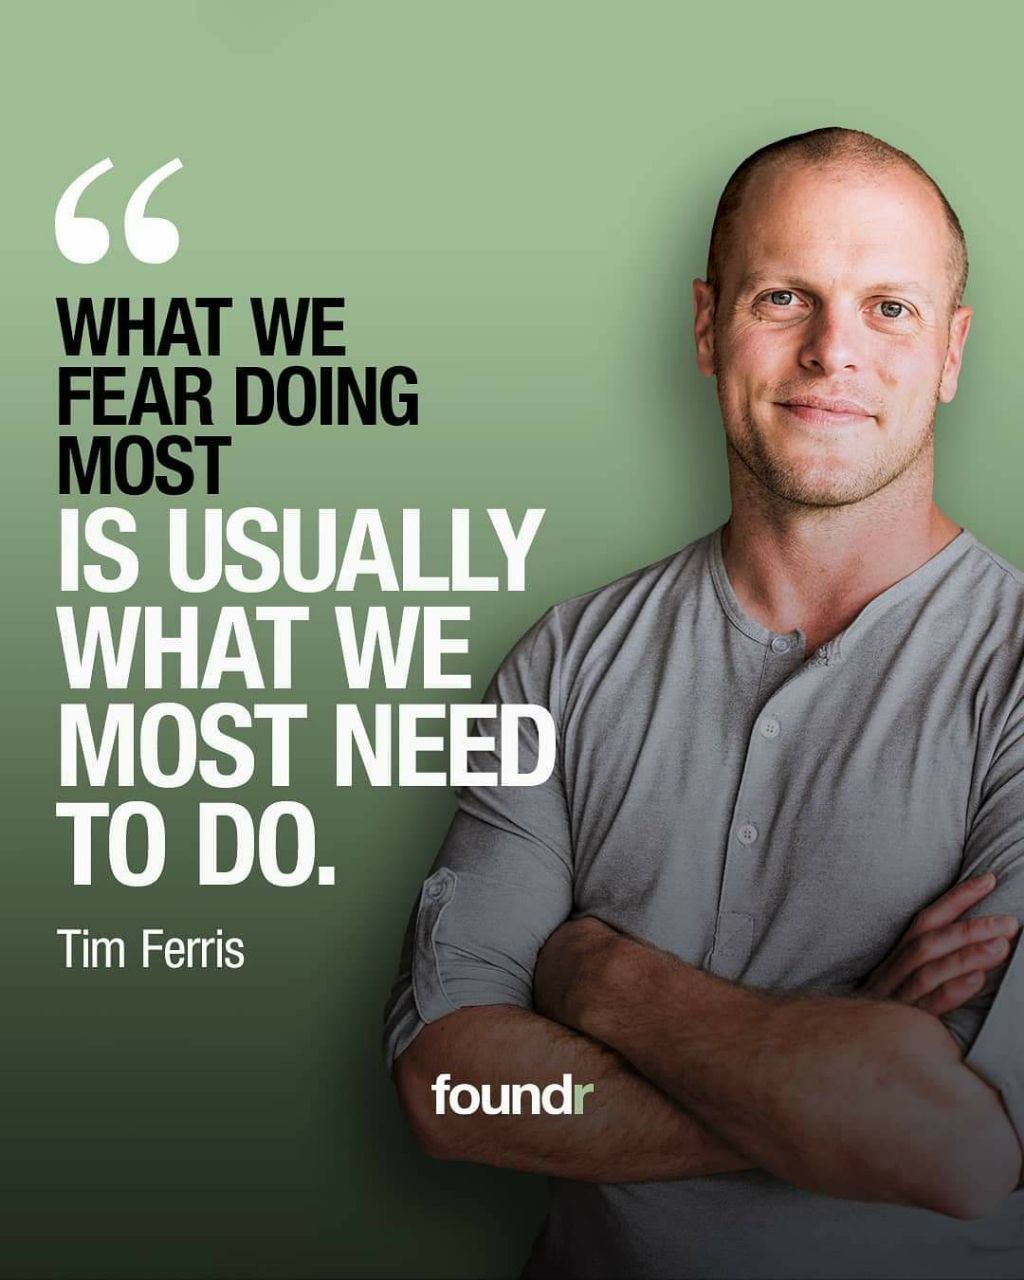 “
WHAT WE
FEAR DOING
MOST
IS USUALLY
WHAT WE
MOST NEED
TO DO.
Tim Ferris
foundr